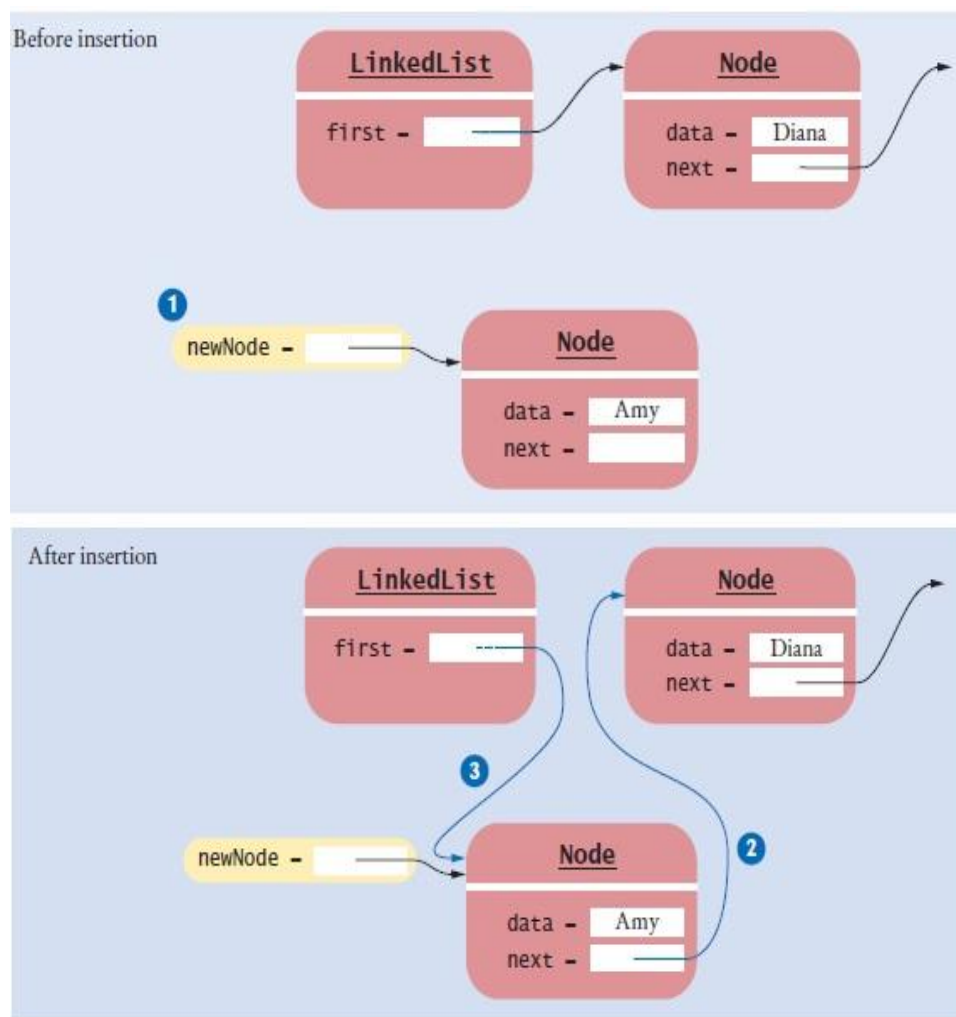 Before insertion
LinkedList
first =
Node
data = Diana
next =
1
newNode =
Node
data = Amy
next =
After insertion
LinkedList
first =
Node
data = Diana
next =
3
newNode =
Node
data = Amy
next =
2